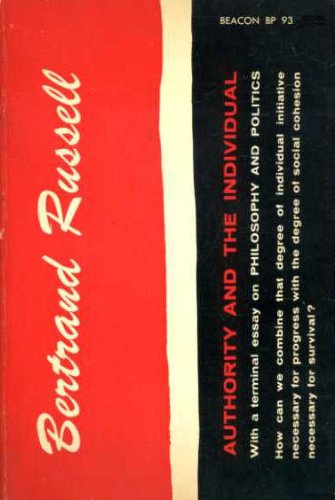 BEACON BP 93
Bertrand Russell
AUTHORITY AND THE INDIVIDUAL
With a terminal essay on PHILOSOPHY AND POLITICS
How can we combine that degree of individual initiative
necessary for progress with the degree of social cohesion
necessary for survival?